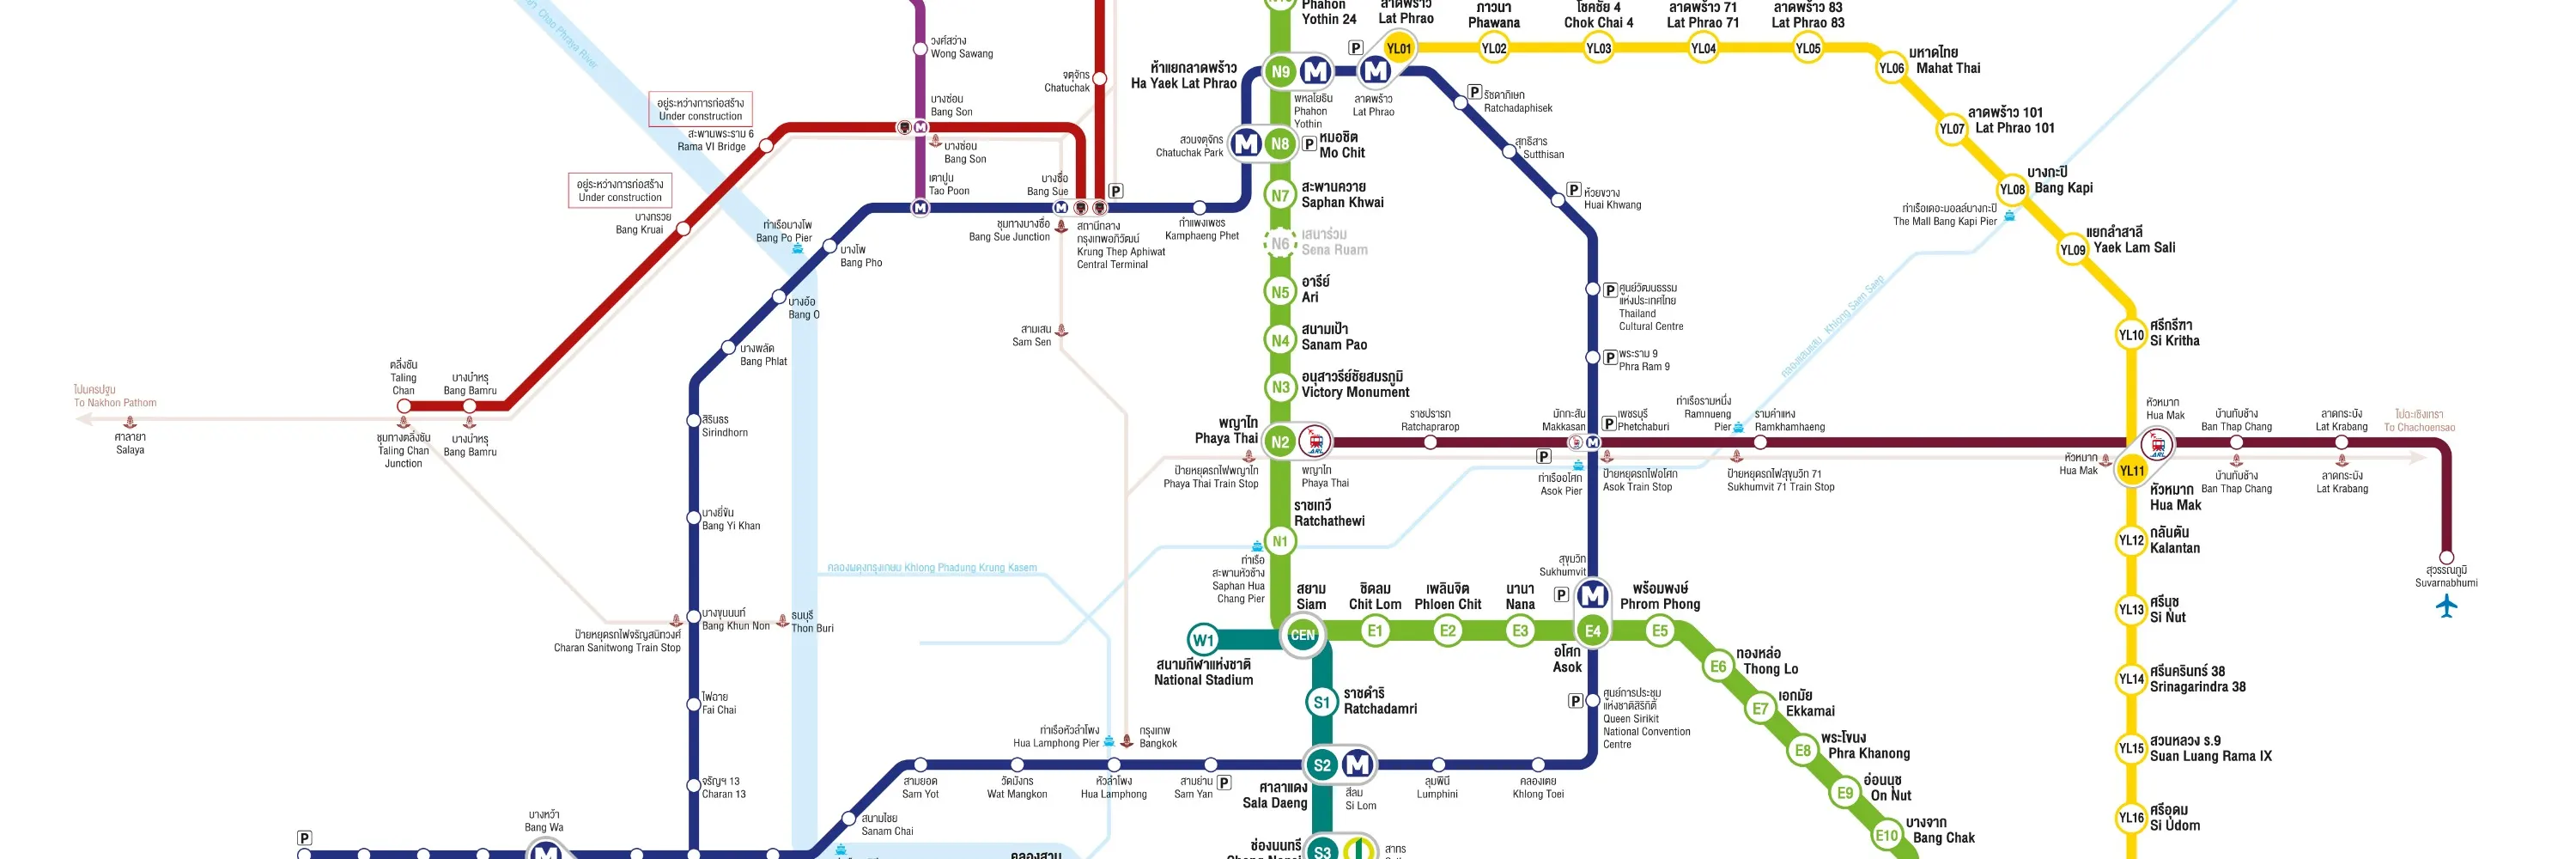 Chao Phraya River
วงศ์สว่าง
Wong Sawang
บางซ่อน
Bang Son
บางซ่อน
Bang Son
เตาปูน
Tao Poon
จตุจักร
Chatuchak
อยู่ระหว่างการก่อสร้าง
Under construction
สะพานพระราม 6
Rama VI Bridge
อยู่ระหว่างการก่อสร้าง
Under construction
บางกรวย
Bang Kruai
ตลิ่งชัน
Taling
Chan
บางบำหรุ
Bang Bamru
ไปนครปฐม
To Nakhon Pathom
ศาลายา
Salaya
ชุมทางตลิ่งชัน
Taling Chan
Junction
บางบำหรุ
Bang Bamru
ท่าเรือบางโพ
Bang Po Pier
บางโพ
Bang Pho
บางอ้อ
Bang O
บางพลัด
Bang Phlat
สิรินธร
Sirindhorn
บางยี่ขัน
Bang Yi Khan
บางขุนนนท์
Bang Khun Non
ธนบุรี
Thon Buri
ป้ายหยุดรถไฟจรัญสนิทวงศ์
Charan Sanitwong Train Stop
ไฟฉาย
Fai Chai
จรัญฯ 13
Charan 13
บางหว้า
Bang Wa
P
M
บางซื่อ
Bang Sue
P
M
M
M
ชุมทางบางซื่อ
Bang Sue Junction
สถานีกลาง
กรุงเทพอภิวัฒน์
Krung Thep Aphiwat
Central Terminal
กำแพงเพชร
Kamphaeng Phet
สามเสน
Sam Sen
คลองผดุงกรุงเกษม Khlong Phadung Krung Kasem
Phahon
Yothin 24
ห้าแยกลาดพร้าว
Ha Yaek Lat Phrao
N9
M
พหลโยธิน
Phahon
Yothin
สวนจตุจักร
Chatuchak Park
M
N8
P
หมอชิต
Mo Chit
N7
สะพานควาย
Saphan Khwai
N6
เสนาร่วม
Sena Ruam
N5
อารีย์
Ari
N4
สนามเป้า
Sanam Pao
N3
อนุสาวรีย์ชัยสมรภูมิ
Victory Monument
พญาไท
Phaya Thai
N2
ARL
ป้ายหยุดรถไฟพญาไท
Phaya Thai Train Stop
พญาไท
Phaya Thai
ราชเทวี
Ratchathewi
N1
ท่าเรือ
สะพานหัวช้าง
Saphan Hua
Chang Pier
สยาม
Siam
CEN
W1
สนามกีฬาแห่งชาติ
National Stadium
S1
ราชดำริ
Ratchadamri
S2
M
ศาลาแดง
Sala Daeng
สีลม
Si Lom
ช่องนนทรี
S3
สาทร
คลองสาน
สนามไชย
Sanam Chai
สามยอด
Sam Yot
วัดมังกร
Wat Mangkon
ท่าเรือหัวลำโพง
Hua Lamphong Pier
กรุงเทพ
Bangkok
หัวลำโพง
Hua Lamphong
สามย่าน
Sam Yan
P
ลุมพินี
Lumphini
คลองเตย
Khlong Toei
ลาดพร้าว
Lat Phrao
P
YL01
M
ลาดพร้าว
Lat Phrao
ภาวนา
Phawana
YL02
โชคชัย 4
Chok Chai 4
YL03
ลาดพร้าว 71
Lat Phrao 71
YL04
ลาดพร้าว 83
Lat Phrao 83
YL05
มหาดไทย
Mahat Thai
YL06
ลาดพร้าว 101
Lat Phrao 101
YL07
บางกะปิ
Bang Kapi
YL08
ท่าเรือเดอะมอลล์บางกะปิ
The Mall Bang Kapi Pier
แยกลำสาลี
Yaek Lam Sali
YL09
คลองแสนแสบ Khlong Saen Saep
YL10
ศรีกรีฑา
Si Kritha
P
รัชดาภิเษก
Ratchadaphisek
สุทธิสาร
Sutthisan
P
ห้วยขวาง
Huai Khwang
P
ศูนย์วัฒนธรรม
แห่งประเทศไทย
Thailand
Cultural Centre
P
พระราม 9
Phra Ram 9
ราชปรารภ
Ratchaprarop
มักกะสัน
Makkasan
P
เพชรบุรี
Phetchaburi
M
P
ท่าเรืออโศก
Asok Pier
ป้ายหยุดรถไฟอโศก
Asok Train Stop
ท่าเรือรามหนึ่ง
Ramnueng
Pier
รามคำแหง
Ramkhamhaeng
ป้ายหยุดรถไฟสุขุมวิท 71
Sukhumvit 71 Train Stop
หัวหมาก
Hua Mak
ARL
YL11
หัวหมาก
Hua Mak
หัวหมาก
Hua Mak
บ้านทับช้าง
Ban Thap Chang
บ้านทับช้าง
Ban Thap Chang
ลาดกระบัง
Lat Krabang
ลาดกระบัง
Lat Krabang
ไปฉะเชิงเทรา
To Chachoensao
สุวรรณภูมิ
Suvarnabhumi
ชิดลม
Chit Lom
E1
เพลินจิต
Phloen Chit
E2
นานา
Nana
E3
สุขุมวิท
Sukhumvit
P
M
E4
อโศก
Asok
พร้อมพงษ์
Phrom Phong
E5
P
ศูนย์การประชุม
แห่งชาติสิริกิติ์
Queen Sirikit
National Convention
Centre
E6
ทองหล่อ
Thong Lo
E7
เอกมัย
Ekkamai
E8
พระโขนง
Phra Khanong
E9
อ่อนนุช
On Nut
E10
บางจาก
Bang Chak
YL12
กลันตัน
Kalantan
YL13
ศรีนุช
Si Nut
YL14
ศรีนครินทร์ 38
Srinagarindra 38
YL15
สวนหลวง ร.9
Suan Luang Rama IX
YL16
ศรีอุดม
Si Udom